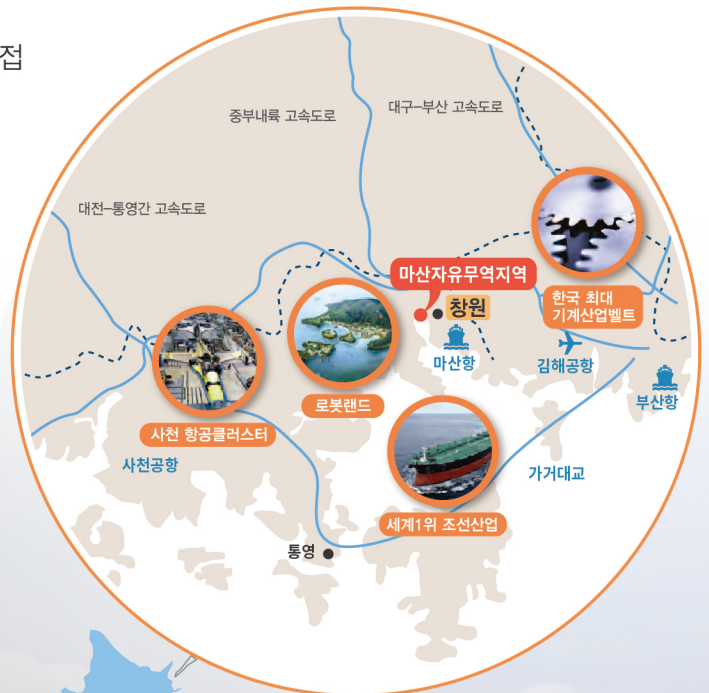 접
중부내륙 고속도로
대구–부산 고속도로
대전–통영간 고속도로
마산자유무역지역
창원
한국 최대
기계산업벨트
마산항
김해공항
부산항
로봇랜드
사천 항공클러스터
사천공항
가거대교
세계1위 조선산업
통영